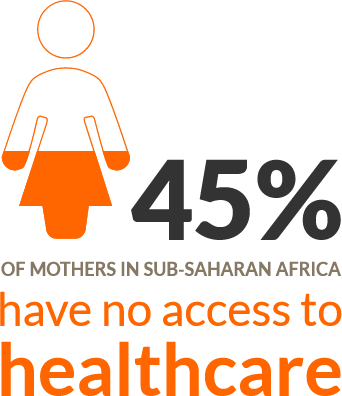 45%
OF MOTHERS IN SUB-SAHARAN AFRICA
have no access to
healthcare